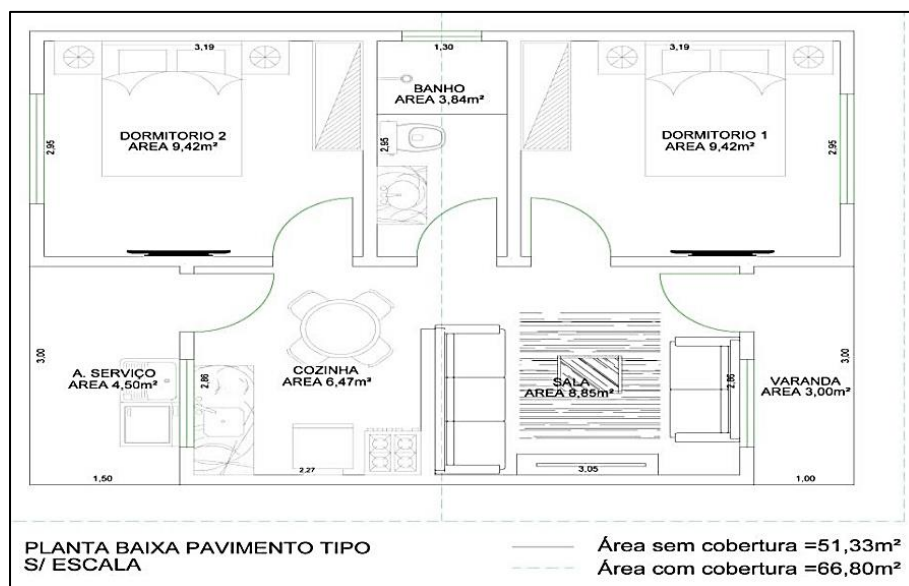 3,19
1,30
3,19
BANHO
AREA 3,84m²
DORMITORIO 2
AREA 9,42m²
DORMITORIO 1
AREA 9,42m²
2,95
2,95
2,95
3,00
A. SERVIÇO
AREA 4,50m²
2,86
COZINHA
AREA 6,47m²
SALA
AREA 8,85m²
2,86
VARANDA
AREA 3,00m²
3,00
1,50
2,27
3,05
1,00
PLANTA BAIXA PAVIMENTO TIPO
S/ ESCALA
Área sem cobertura =51,33m²
Área com cobertura =66,80m²